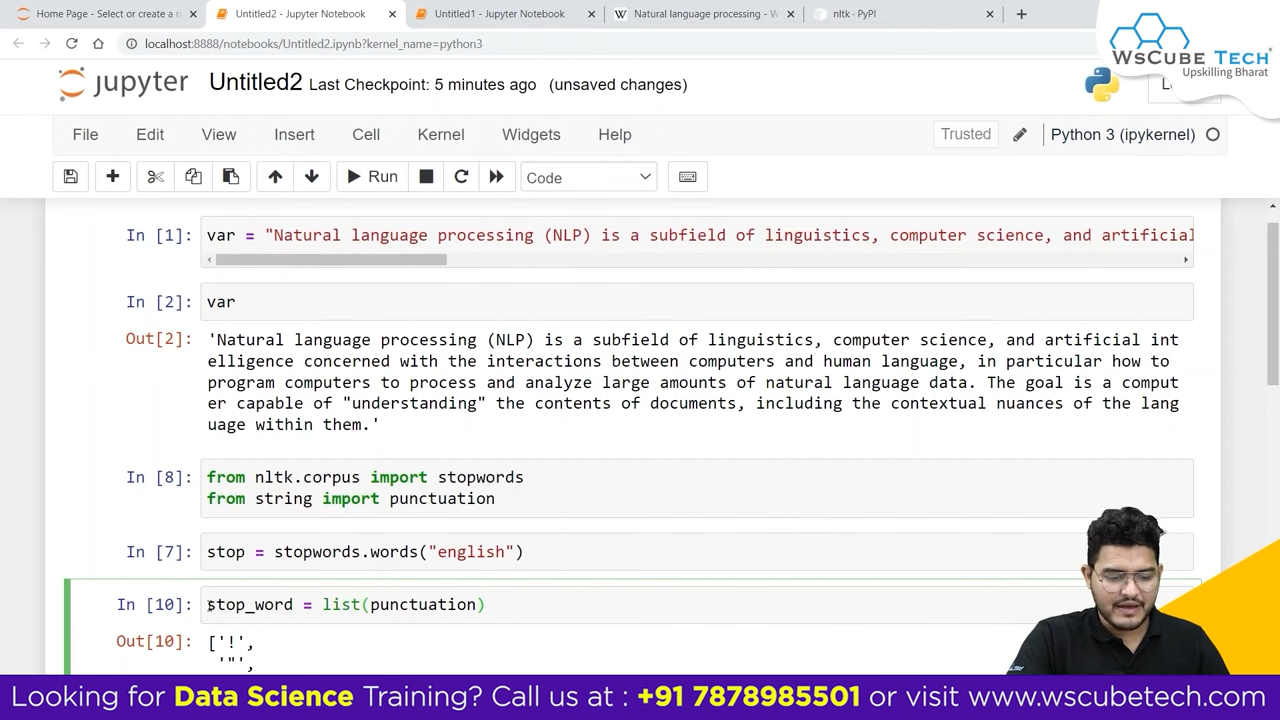 Home Page - Select or create a n
Untitled2 - Jupyter Notebook
Untitled1 - Jupyter Notebook
Natural language processing - W
nltk · PyPI
localhost:8888/notebooks/Untitled2.ipynb?kernel_name=python3
WsCube Tech
Upskilling Bharat
jupyter Untitled2 Last Checkpoint: 5 minutes ago (unsaved changes)
File Edit View Insert Cell Kernel Widgets Help Trusted Python 3 (ipykernel)
Run Code
In [1]: var = "Natural language processing (NLP) is a subfield of linguistics, computer science, and artificial
In [2]: var
Out[2]: 'Natural language processing (NLP) is a subfield of linguistics, computer science, and artificial int
elligence concerned with the interactions between computers and human language, in particular how to
program computers to process and analyze large amounts of natural language data. The goal is a comput
er capable of "understanding" the contents of documents, including the contextual nuances of the lang
uage within them.'
In [8]: from nltk.corpus import stopwords
from string import punctuation
In [7]: stop = stopwords.words("english")
In [10]: stop_word = list(punctuation)
Out[10]: ['!',
'"',
Looking for Data Science Training? Call us at : +91 7878985501 or visit www.wscubetech.com